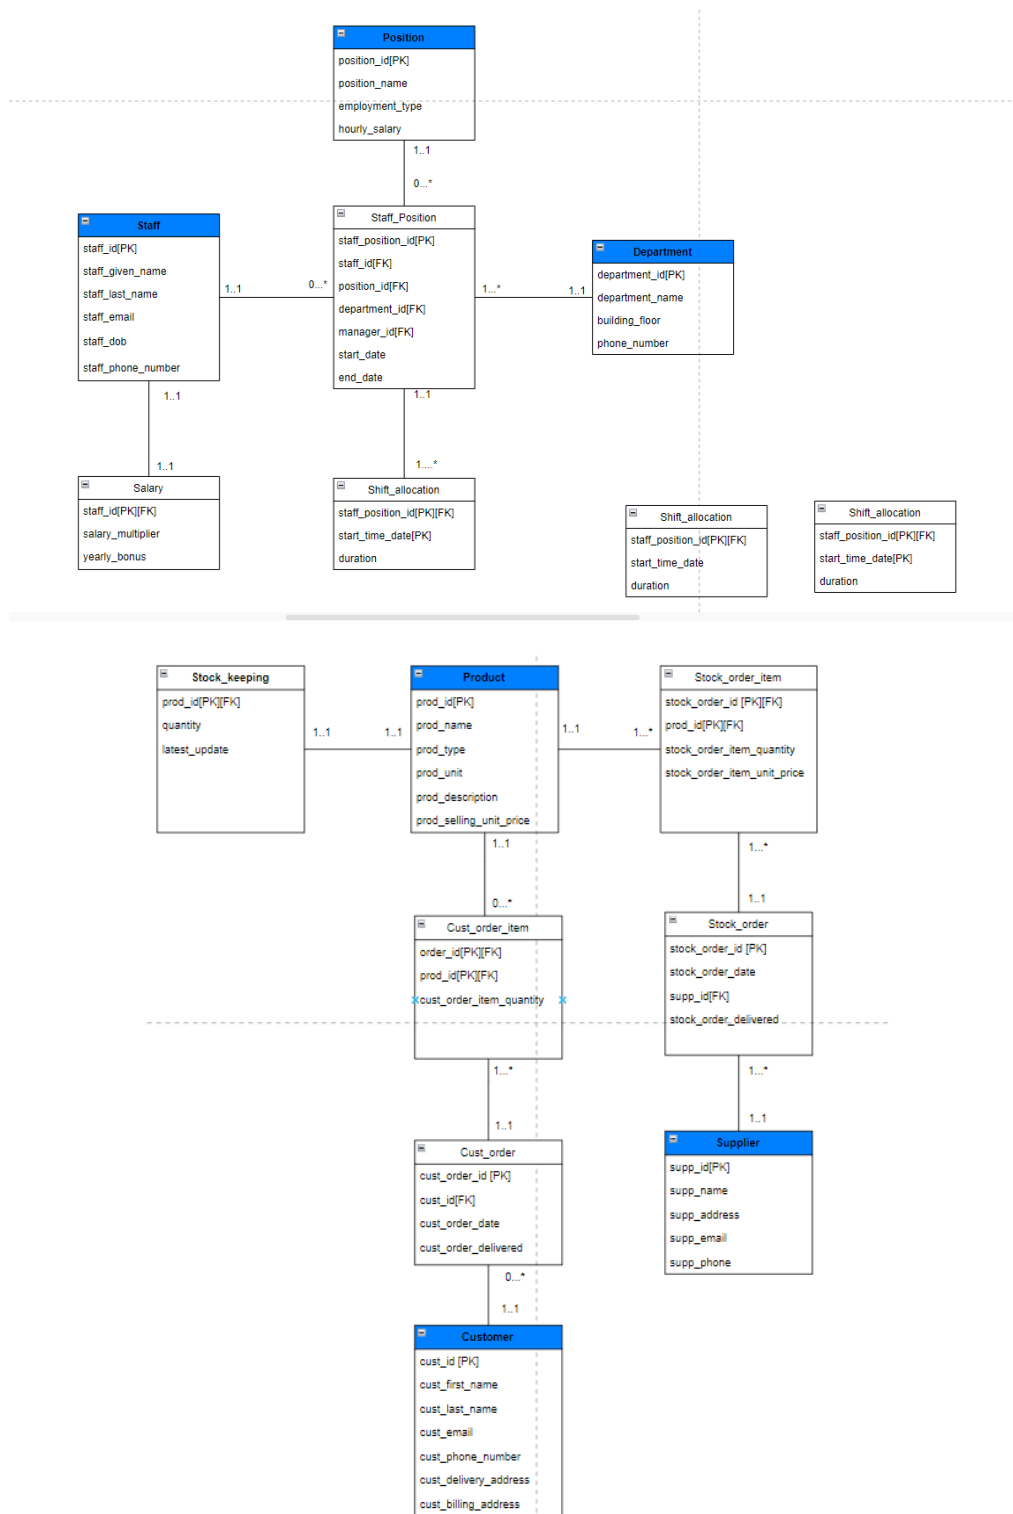 Position
position_id[PK]
position_name
employment_type
hourly_salary
1..1
0...*
Staff_Position
staff_position_id[PK]
staff_id[FK]
position_id[FK]
department_id[FK]
manager_id[FK]
start_date
end_date
Staff
staff_id[PK]
staff_given_name
staff_last_name
staff_email
staff_dob
staff_phone_number
1..1
0...*
1...*
1..1
Department
department_id[PK]
department_name
building_floor
phone_number
1..1
1..1
1..1
1....*
Salary
staff_id[PK][FK]
salary_multiplier
yearly_bonus
Shift_allocation
staff_position_id[PK][FK]
start_time_date[PK]
duration
Shift_allocation
staff_position_id[PK][FK]
start_time_date
duration
Shift_allocation
staff_position_id[PK][FK]
start_time_date[PK]
duration
Stock_keeping
prod_id[PK][FK]
quantity
latest_update
1..1
1..1
Product
prod_id[PK]
prod_name
prod_type
prod_unit
prod_description
prod_selling_unit_price
1..1
1...*
Stock_order_item
stock_order_id [PK][FK]
prod_id[PK][FK]
stock_order_item_quantity
stock_order_item_unit_price
1..1
0...*
1...*
1..1
Cust_order_item
order_id[PK][FK]
prod_id[PK][FK]
cust_order_item_quantity
Stock_order
stock_order_id [PK]
stock_order_date
supp_id[FK]
stock_order_delivered
1...*
1..1
1...*
1..1
Cust_order
cust_order_id [PK]
cust_id[FK]
cust_order_date
cust_order_delivered
Supplier
supp_id[PK]
supp_name
supp_address
supp_email
supp_phone
0...*
1..1
Customer
cust_id [PK]
cust_first_name
cust_last_name
cust_email
cust_phone_number
cust_delivery_address
cust_billing_address